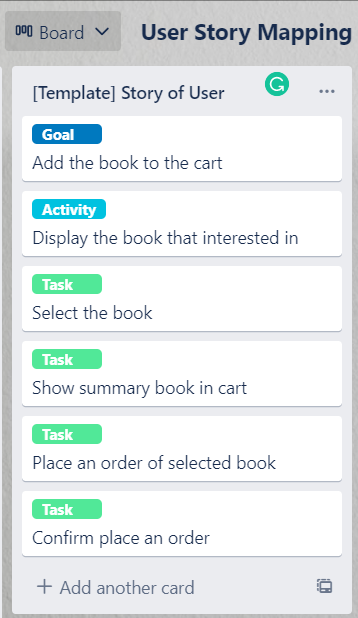 Board
User Story Mapping
[Template] Story of User
Goal
Add the book to the cart
Activity
Display the book that interested in
Task
Select the book
Task
Show summary book in cart
Task
Place an order of selected book
Task
Confirm place an order
+ Add another card